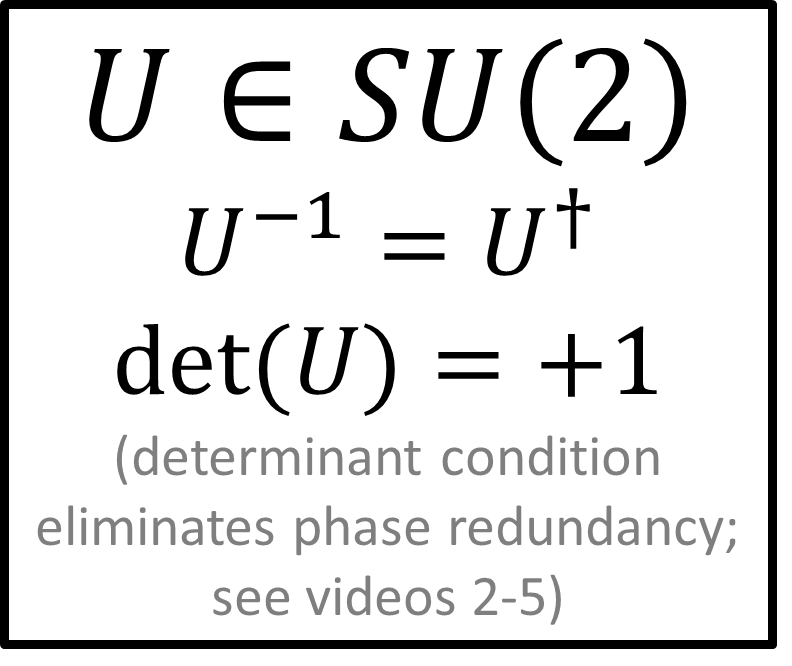 U ∈ SU(2)
U⁻¹ = U†
det(U) = +1
(determinant condition
eliminates phase redundancy;
see videos 2-5)